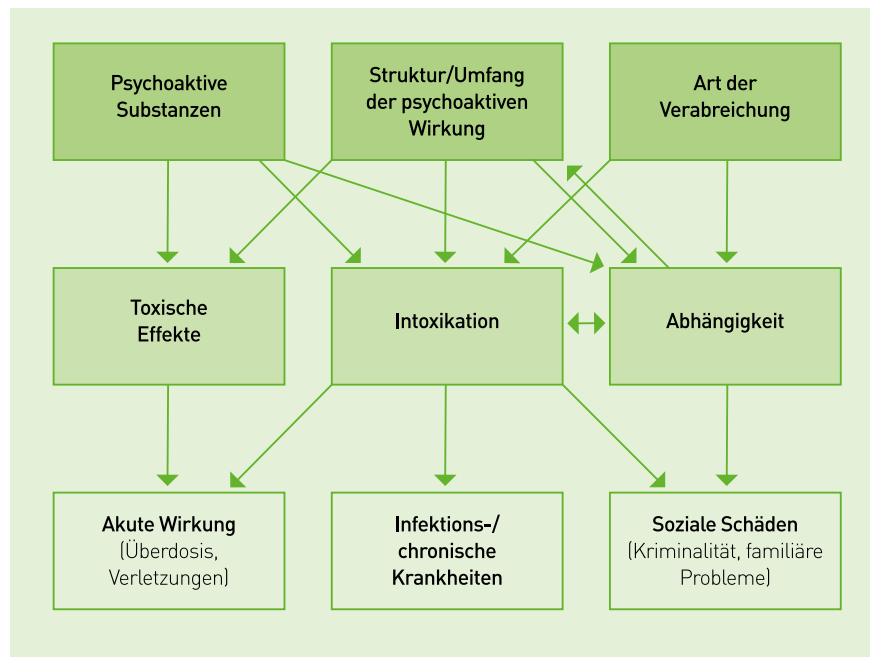 Psychoaktive
Substanzen
Struktur/Umfang
der psychoaktiven
Wirkung
Art der
Verabreichung
Toxische
Effekte
Intoxikation
Abhängigkeit
Akute Wirkung
(Überdosis,
Verletzungen)
Infektions-/
chronische
Krankheiten
Soziale Schäden
(Kriminalität, familiäre
Probleme)